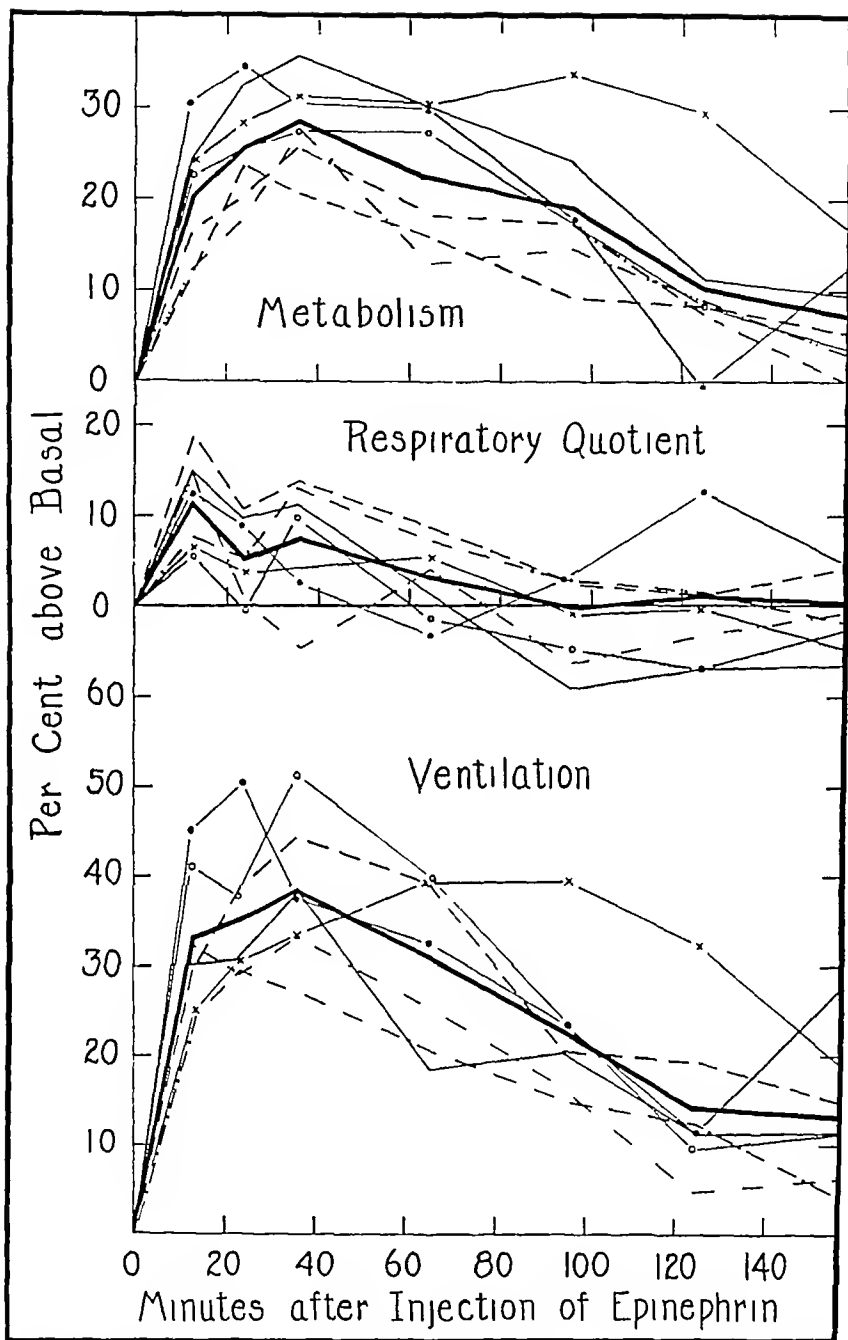 Per Cent above Basal
30
20
10
0
Metabolism
20
10
0
Respiratory Quotient
60
50
40
30
20
10
Ventilation
0 20 40 60 80 100 120 140
Minutes after Injection of Epinephrin